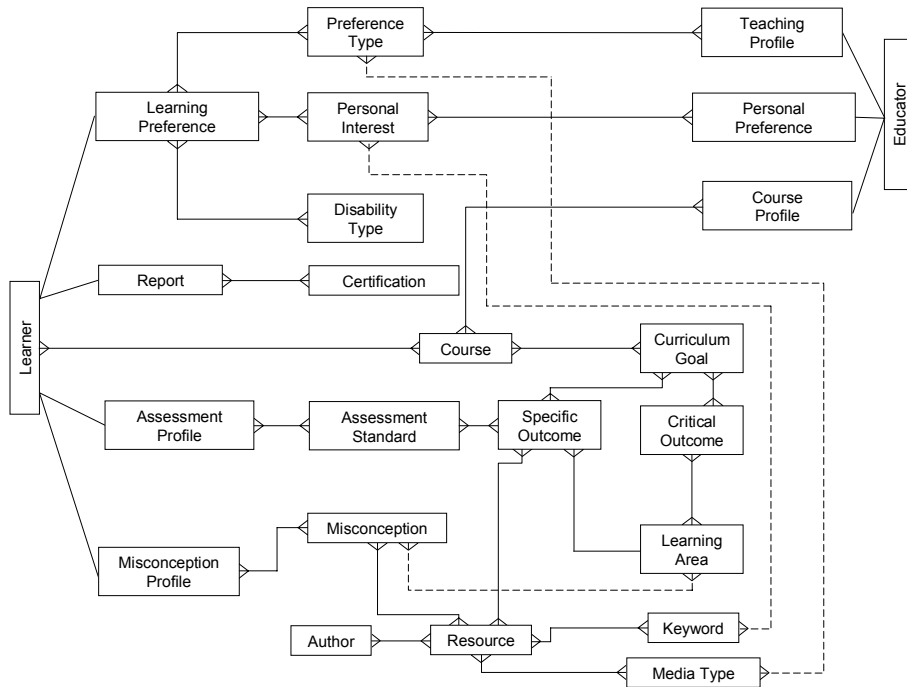 Preference
Type
Teaching
Profile
Learning
Preference
Personal
Interest
Personal
Preference
Educator
Disability
Type
Course
Profile
Report
Certification
Learner
Course
Curriculum
Goal
Assessment
Profile
Assessment
Standard
Specific
Outcome
Critical
Outcome
Misconception
Learning
Area
Misconception
Profile
Author
Resource
Keyword
Media Type